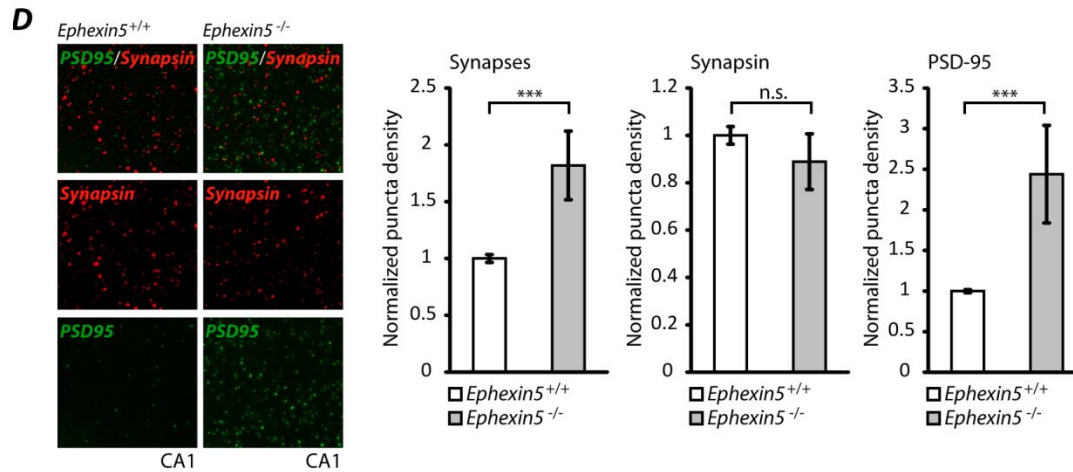 D
Ephexin5+/+ Ephexin5 -/-
PSD95/Synapsin PSD95/Synapsin
Synapsin Synapsin
PSD95 PSD95
CA1 CA1
Synapses
Normalized puncta density
2.5
2
1.5
1
0.5
0
***
Ephexin5+/+
Ephexin5 -/-
Synapsin
Normalized puncta density
1.2
1
0.8
0.6
0.4
0.2
0
n.s.
Ephexin5+/+
Ephexin5 -/-
PSD-95
Normalized puncta density
3.5
3
2.5
2
1.5
1
0.5
0
***
Ephexin5+/+
Ephexin5 -/-